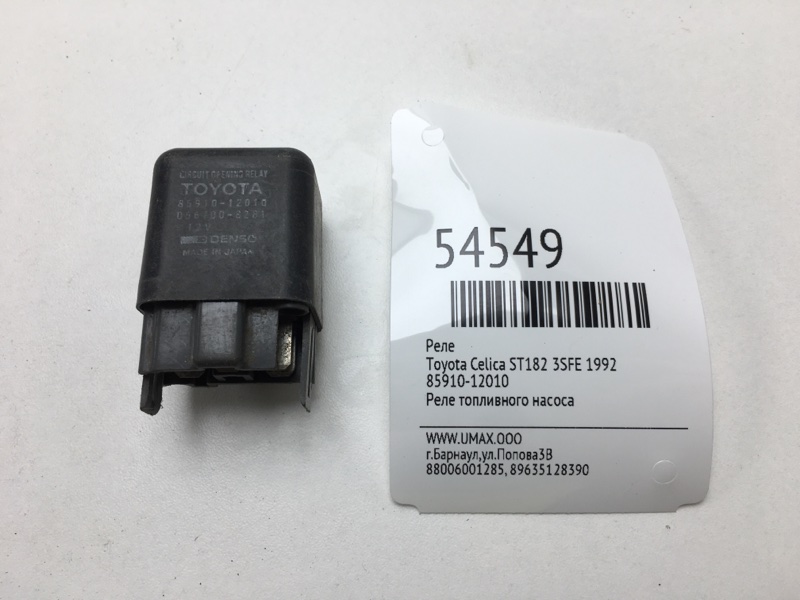 CIRCUIT OPENING RELAY
TOYOTA
85910-12010
12V
DENSO
MADE IN JAPAN
54549
Реле
Toyota Celica ST182 3SFE 1992
85910-12010
Реле топливного насоса
WWW.UMAX.OOO
г.Барнаул,ул.Попова3В
88006001285, 89635128390